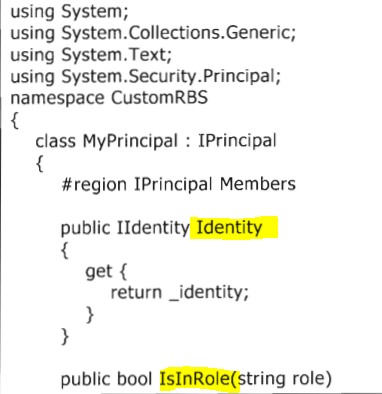 using System;
using System.Collections.Generic;
using System.Text;
using System.Security.Principal;
namespace CustomRBS
{
class MyPrincipal : IPrincipal
{
#region IPrincipal Members
public IIdentity Identity
{
get {
return _identity;
}
}
public bool IsInRole(string role)